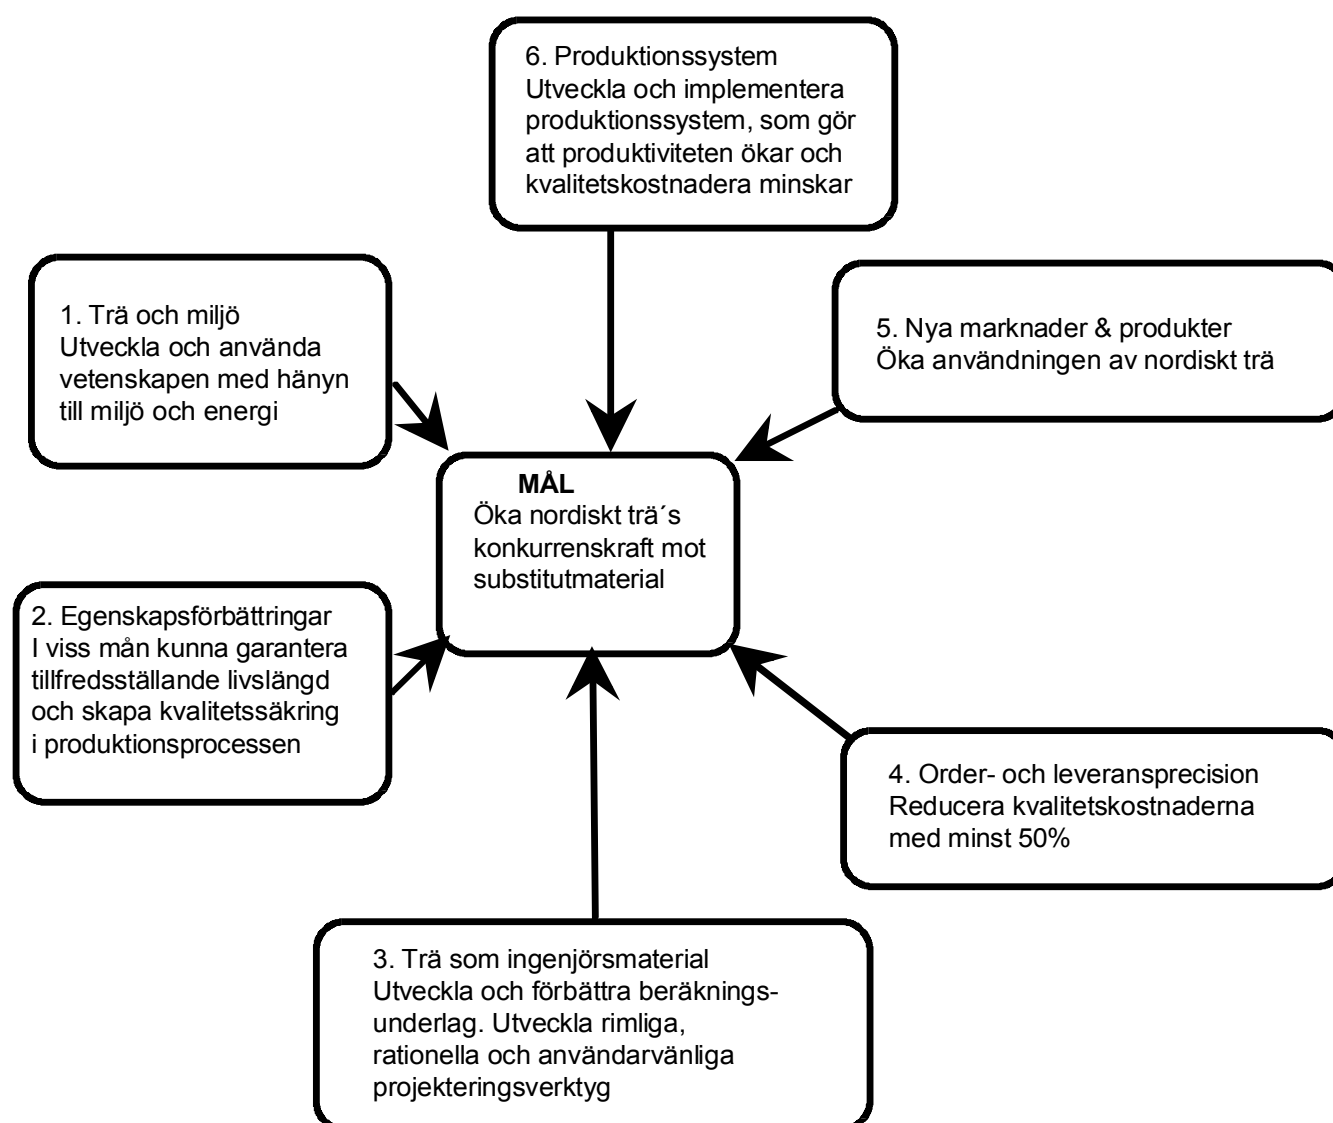 6. Produktionssystem
Utveckla och implementera
produktionssystem, som gör
att produktiviteten ökar och
kvalitetskostnadera minskar
1. Trä och miljö
Utveckla och använda
vetenskapen med hänyn
till miljö och energi
5. Nya marknader & produkter
Öka användningen av nordiskt trä
MÅL
Öka nordiskt trä´s
konkurrenskraft mot
substitutmaterial
2. Egenskapsförbättringar
I viss mån kunna garantera
tillfredsställande livslängd
och skapa kvalitetssäkring
i produktionsprocessen
4. Order- och leveransprecision
Reducera kvalitetskostnaderna
med minst 50%
3. Trä som ingenjörsmaterial
Utveckla och förbättra beräknings-
underlag. Utveckla rimliga,
rationella och användarvänliga
projekteringsverktyg